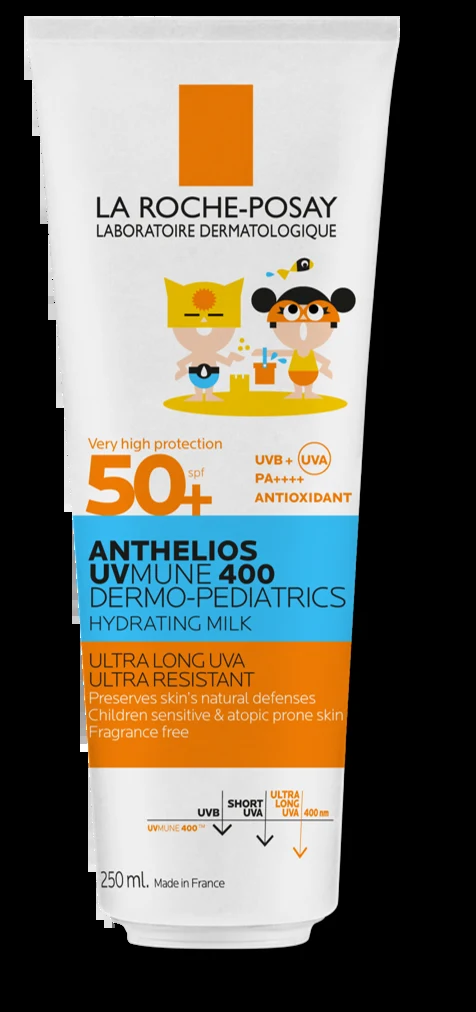 LA ROCHE-POSAY
LABORATOIRE DERMATOLOGIQUE
Very high protection
50+ spf
UVB + UVA
PA++++
ANTIOXIDANT
ANTHELIOS
UVMUNE 400
DERMO-PEDIATRICS
HYDRATING MILK
ULTRA LONG UVA
ULTRA RESISTANT
Preserves skin's natural defenses
Children sensitive & atopic prone skin
Fragrance free
UVB
SHORT
UVA
ULTRA
LONG
UVA
400 nm
UVMUNE 400™
250 ml. Made in France